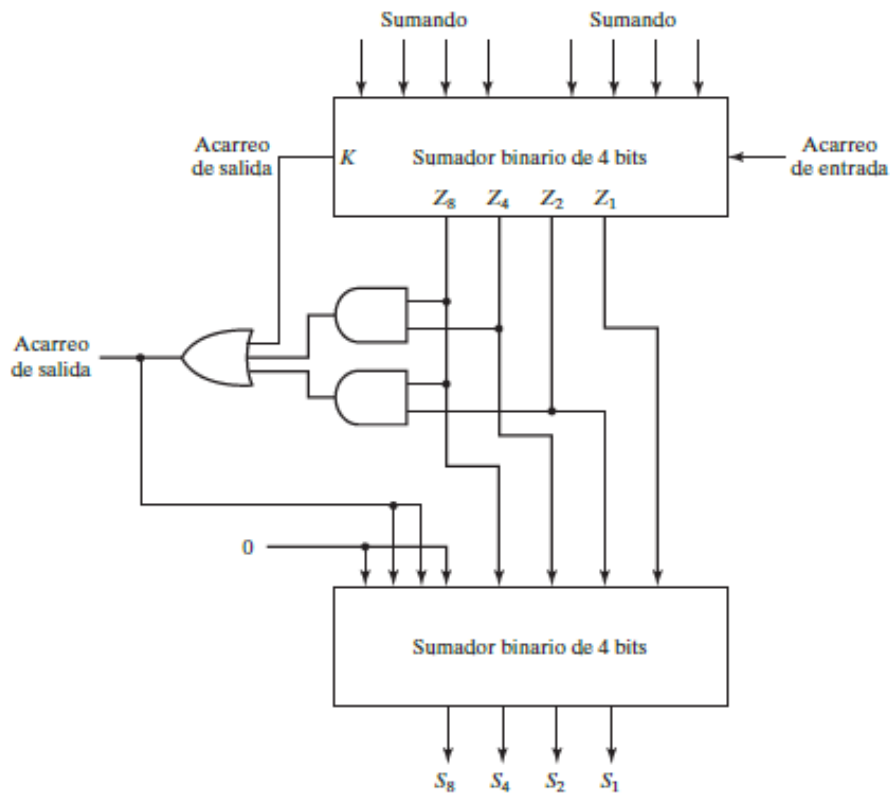 Sumando Sumando
Acarreo
de salida
K
Sumador binario de 4 bits
Acarreo
de entrada
Z8 Z4 Z2 Z1
Acarreo
de salida
0
Sumador binario de 4 bits
S8 S4 S2 S1